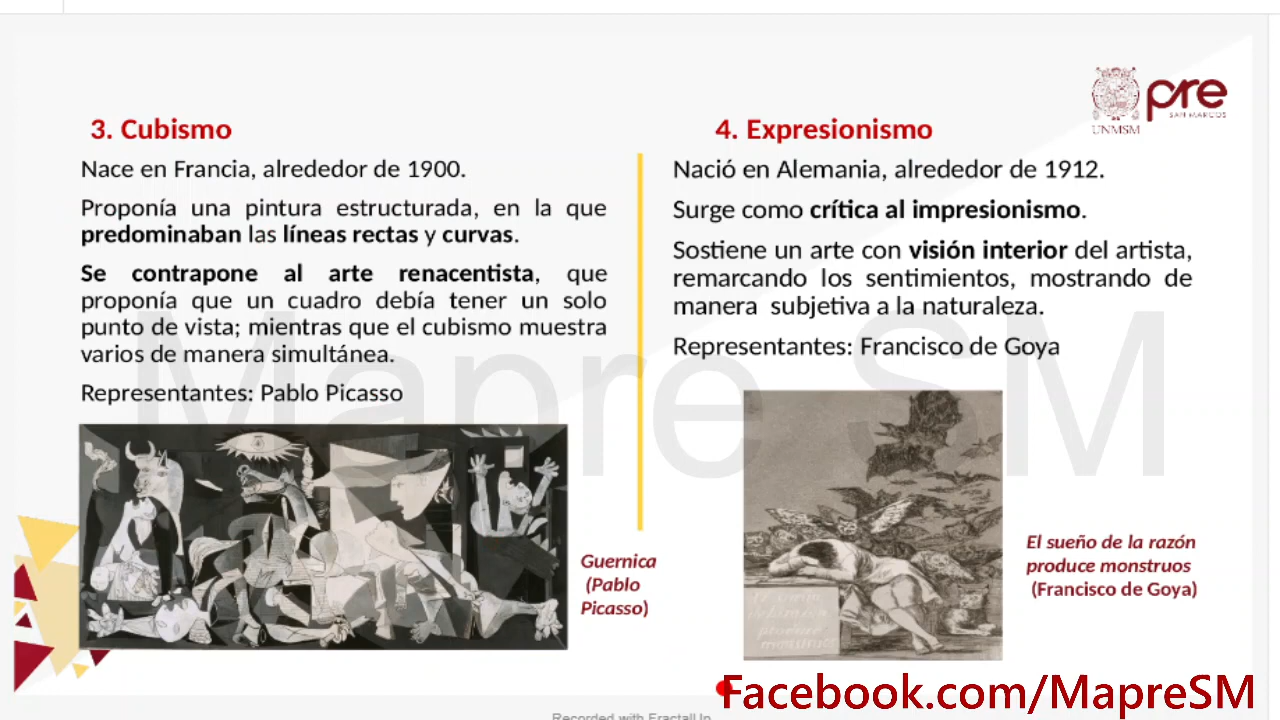 UNMSM
pre
SAN MARCOS
3. Cubismo
Nace en Francia, alrededor de 1900.
Proponía una pintura estructurada, en la que
predominaban las líneas rectas y curvas.
Se contrapone al arte renacentista, que
proponía que un cuadro debía tener un solo
punto de vista; mientras que el cubismo muestra
varios de manera simultánea.
Representantes: Pablo Picasso
Guernica
(Pablo
Picasso)
4. Expresionismo
Nació en Alemania, alrededor de 1912.
Surge como crítica al impresionismo.
Sostiene un arte con visión interior del artista,
remarcando los sentimientos, mostrando de
manera subjetiva a la naturaleza.
Representantes: Francisco de Goya
El sueño de la razón
produce monstruos
(Francisco de Goya)
Mapre SM
Facebook.com/MapreSM
Recorded with FractalUp